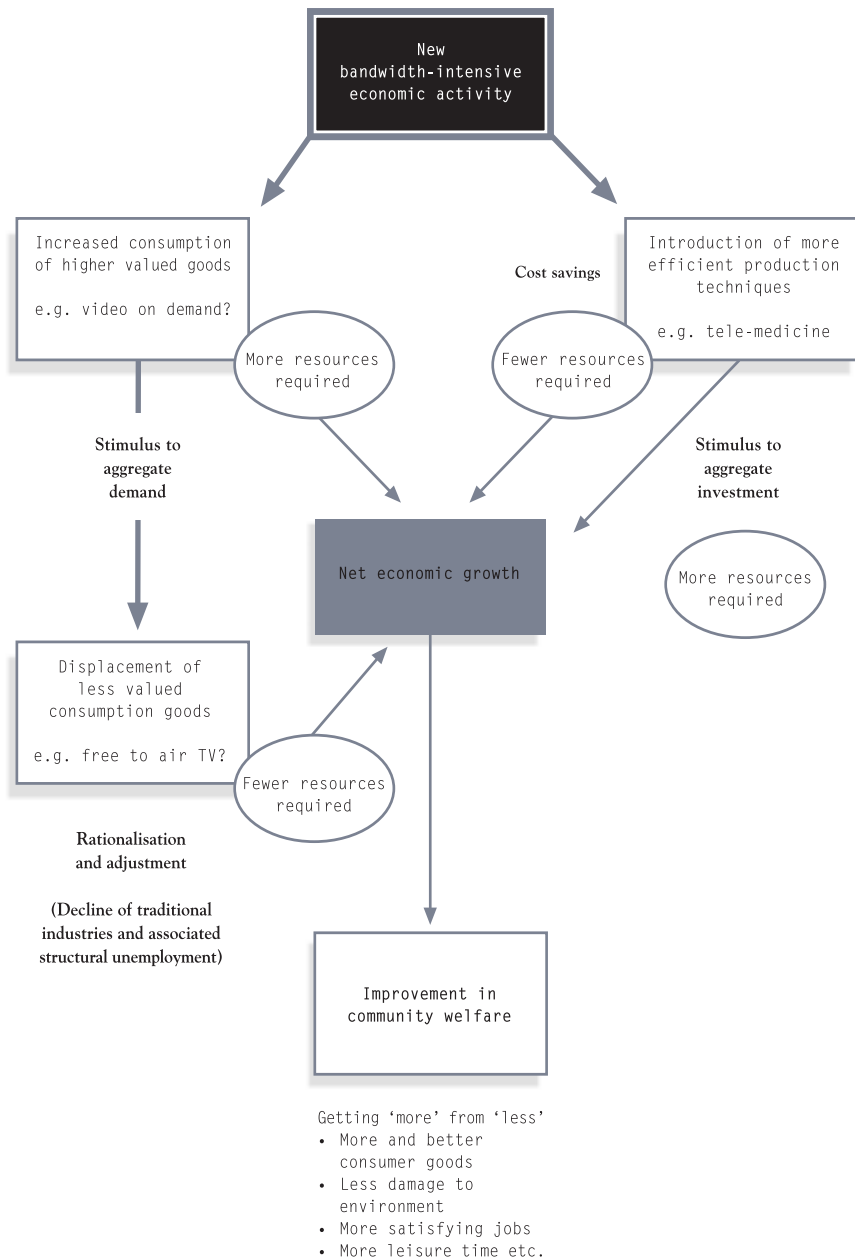 New
bandwidth-intensive
economic activity
Increased consumption
of higher valued goods
e.g. video on demand?
Cost savings
Introduction of more
efficient production
techniques
e.g. tele-medicine
More resources
required
Fewer resources
required
Stimulus to
aggregate
demand
Stimulus to
aggregate
investment
Net economic growth
More resources
required
Displacement of
less valued
consumption goods
e.g. free to air TV?
Fewer resources
required
Rationalisation
and adjustment
(Decline of traditional
industries and associated
structural unemployment)
Improvement in
community welfare
Getting ‘more’ from ‘less’
• More and better
consumer goods
• Less damage to
environment
• More satisfying jobs
• More leisure time etc.